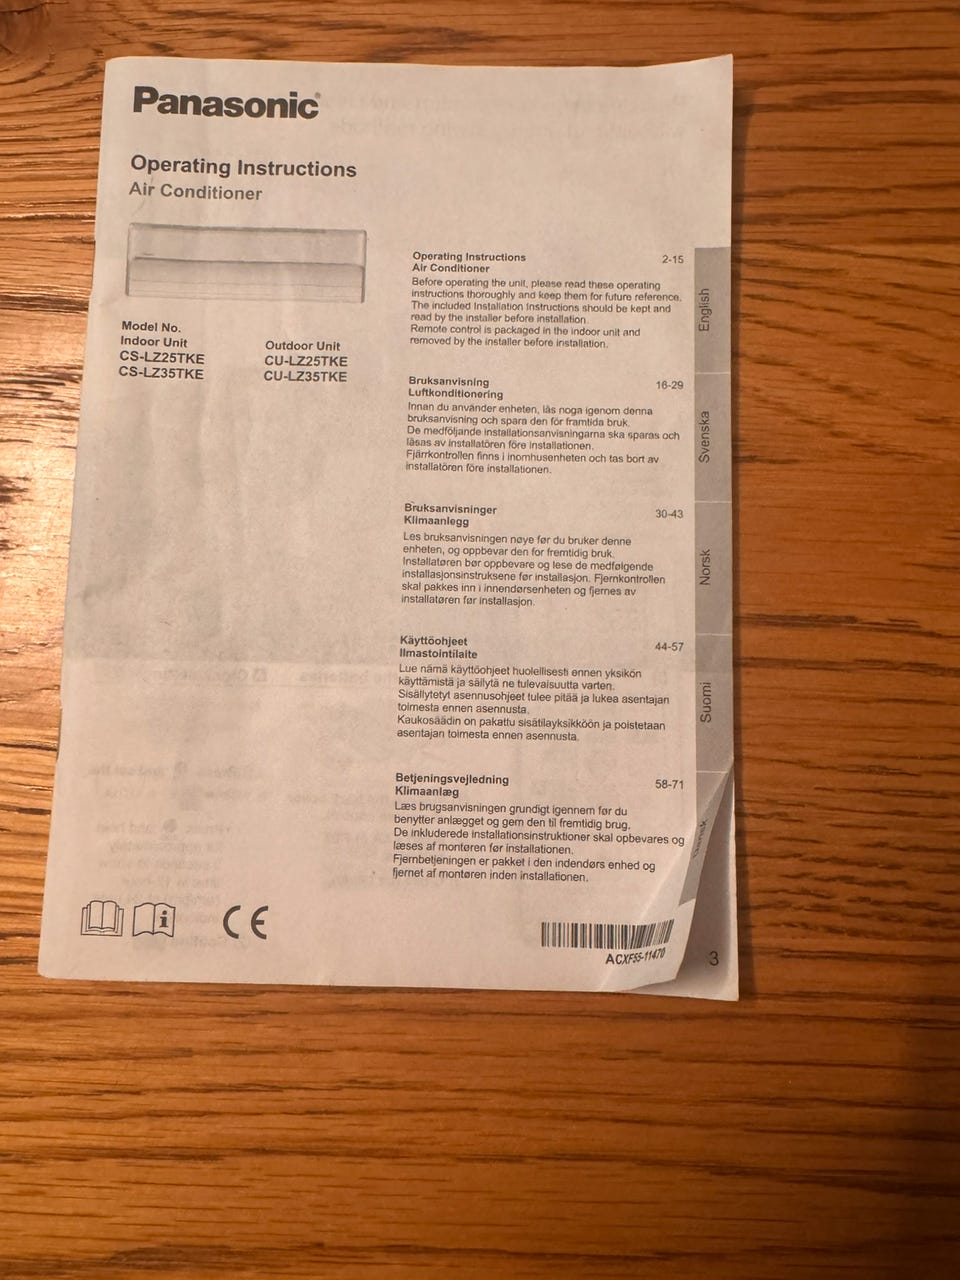 Panasonic®
Operating Instructions
Air Conditioner
Model No.
Indoor Unit
CS-LZ25TKE
CS-LZ35TKE
Outdoor Unit
CU-LZ25TKE
CU-LZ35TKE
Operating Instructions 2-15
Air Conditioner
Before operating the unit, please read these operating
instructions thoroughly and keep them for future reference.
The included Installation Instructions should be kept and
read by the installer before installation.
Remote control is packaged in the indoor unit and
removed by the installer before installation.
Bruksanvisning 16-29
Luftkonditionering
Innan du använder enheten, läs noga igenom denna
bruksanvisning och spara den för framtida bruk.
De medföljande installationsanvisningarna ska sparas och
läsas av installatören före installationen.
Fjärrkontrollen finns i inomhusenheten och tas bort av
installatören före installationen.
Bruksanvisninger 30-43
Klimaanlegg
Les bruksanvisningen nøye før du bruker denne
enheten, og oppbevar den for fremtidig bruk.
Installatøren bør oppbevare og lese de medfølgende
installasjonsinstruksene før installasjon. Fjernkontrollen
skal pakkes inn i innendørsenheten og fjernes av
installatøren før installasjon.
Käyttöohjeet 44-57
Ilmastointilaite
Lue nämä käyttöohjeet huolellisesti ennen yksikön
käyttämistä ja säilytä ne tulevaisuutta varten.
Sisällytetyt asennusohjeet tulee pitää ja lukea asentajan
toimesta ennen asennusta.
Kaukosäädin on pakattu sisätilayksikköön ja poistetaan
asentajan toimesta ennen asennusta.
Betjeningsvejledning 58-71
Klimaanlæg
Læs brugsanvisningen grundigt igennem før du
benytter anlægget og gem den til fremtidig brug.
De inkluderede installationsinstruktioner skal opbevares og
læses af montøren før installationen.
Fjernbetjeningen er pakket i den indendørs enhed og
fjernet af montøren inden installationen.
English
Svenska
Norsk
Suomi
CE
ACXF55-11470
3